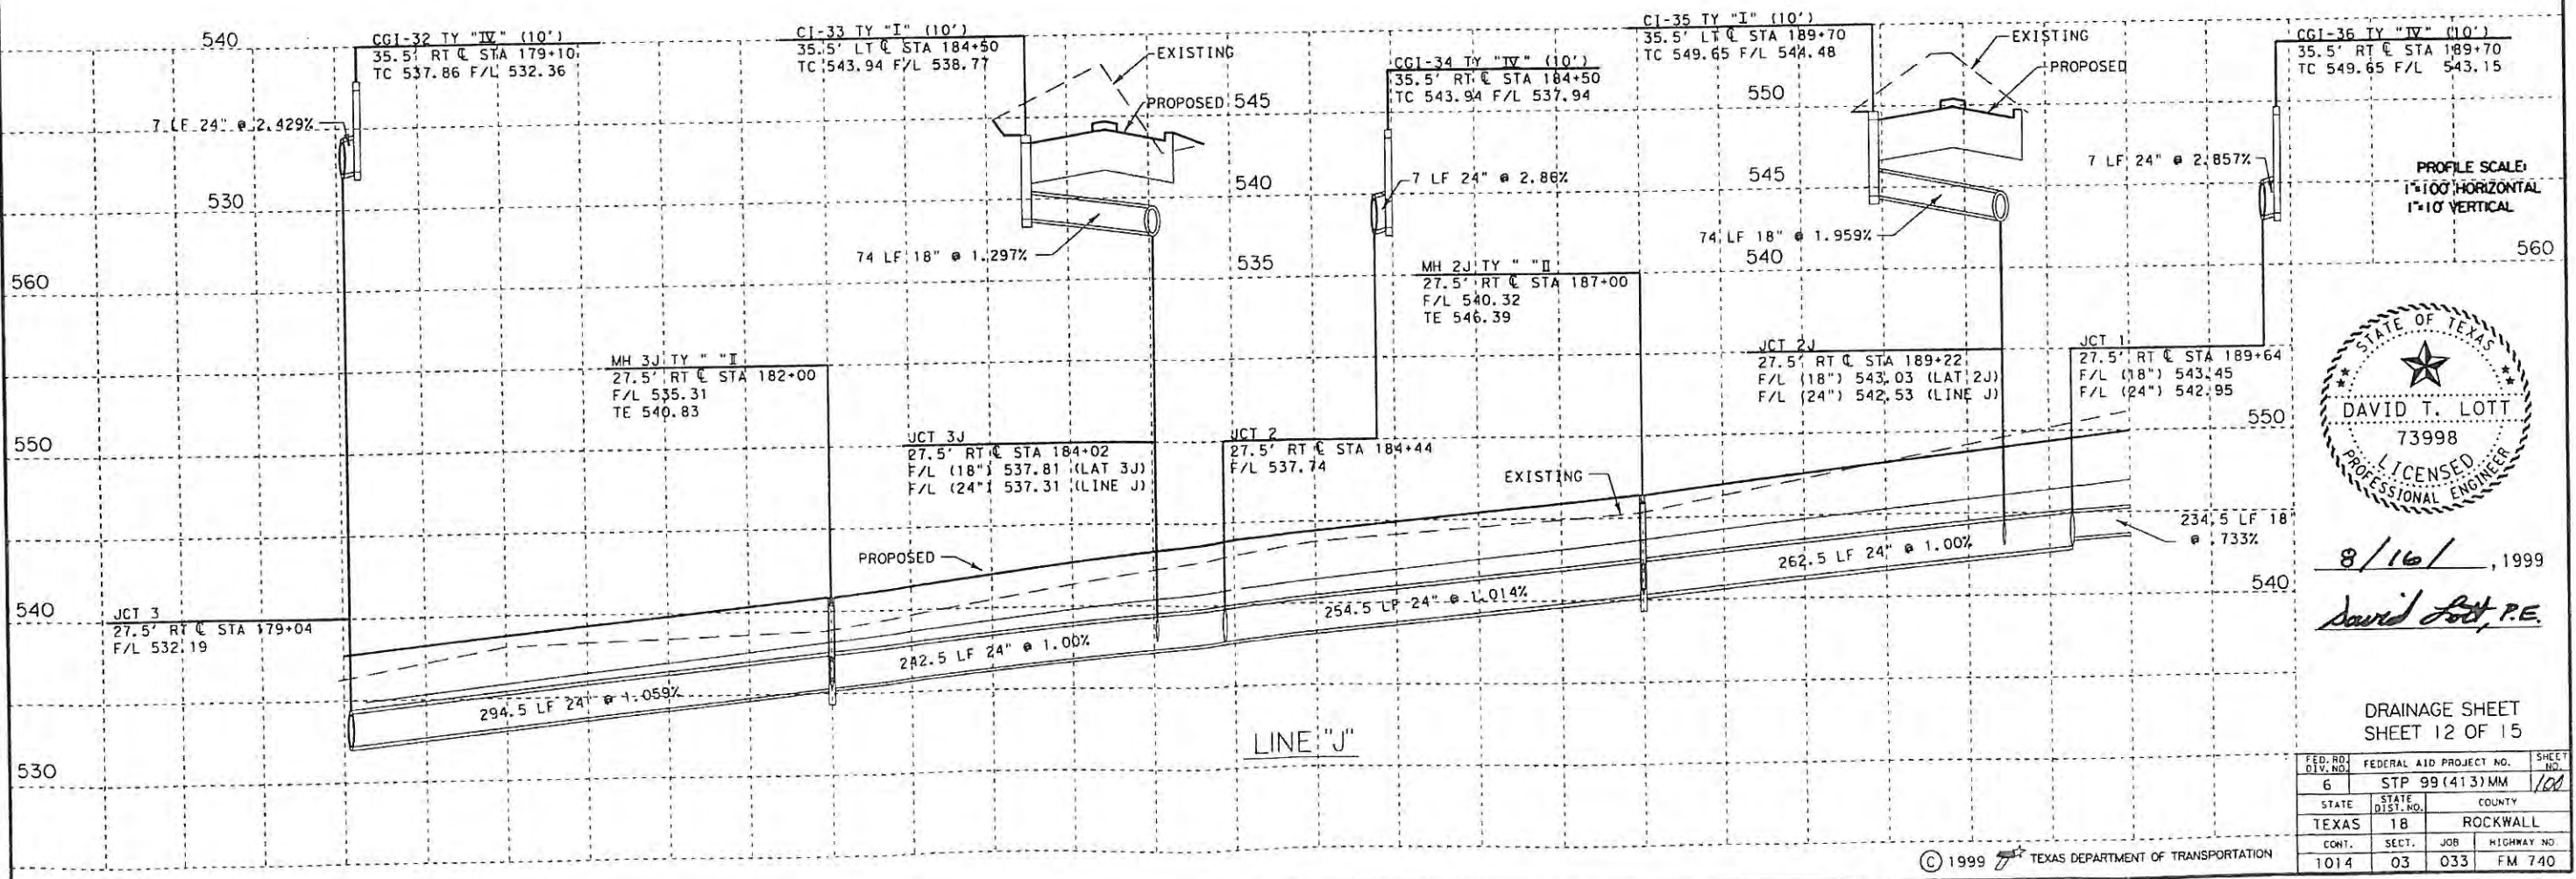 540
CGI-32 TY "IV" (10')
35.5' RT ℄ STA 179+10
TC 537.86 F/L 532.36
7 LF 24" @ 2.429%
530
CI-33 TY "I" (10')
35.5' LT ℄ STA 184+50
TC 543.94 F/L 538.77
EXISTING
PROPOSED
545
540
535
74 LF 18" @ 1.297%
CGI-34 TY "IV" (10')
35.5' RT ℄ STA 184+50
TC 543.94 F/L 537.94
7 LF 24" @ 2.86%
CI-35 TY "I" (10')
35.5' LT ℄ STA 189+70
TC 549.65 F/L 544.48
EXISTING
PROPOSED
550
545
540
74 LF 18" @ 1.959%
CGI-36 TY "IV" (10')
35.5' RT ℄ STA 189+70
TC 549.65 F/L 543.15
7 LF 24" @ 2.857%
PROFILE SCALE:
1"=100' HORIZONTAL
1"=10' VERTICAL
560
560
MH 3J TY " "II
27.5' RT ℄ STA 182+00
F/L 535.31
TE 540.83
MH 2J TY " "II
27.5' RT ℄ STA 187+00
F/L 540.32
TE 546.39
JCT 2J
27.5' RT ℄ STA 189+22
F/L (18") 543.03 (LAT 2J)
F/L (24") 542.53 (LINE J)
JCT 1
27.5' RT ℄ STA 189+64
F/L (18") 543.45
F/L (24") 542.95
550
550
JCT 3J
27.5' RT ℄ STA 184+02
F/L (18") 537.81 (LAT 3J)
F/L (24") 537.31 (LINE J)
JCT 2
27.5' RT ℄ STA 184+44
F/L 537.74
EXISTING
PROPOSED
234.5 LF 18
@ .733%
540
540
JCT 3
27.5' RT ℄ STA 179+04
F/L 532.19
294.5 LF 24" @ 1.059%
242.5 LF 24" @ 1.00%
254.5 LF 24" @ 1.014%
262.5 LF 24" @ 1.00%
530
LINE "J"
STATE OF TEXAS
DAVID T. LOTT
73998
LICENSED
PROFESSIONAL ENGINEER
8/16/ , 1999
David Lott, P.E.
DRAINAGE SHEET
SHEET 12 OF 15
FED.RD. DIV.NO. FEDERAL AID PROJECT NO. SHEET NO.
6 STP 99(413)MM 100
STATE STATE DIST.NO. COUNTY
TEXAS 18 ROCKWALL
CONT. SECT. JOB HIGHWAY NO.
1014 03 033 FM 740
© 1999 TEXAS DEPARTMENT OF TRANSPORTATION